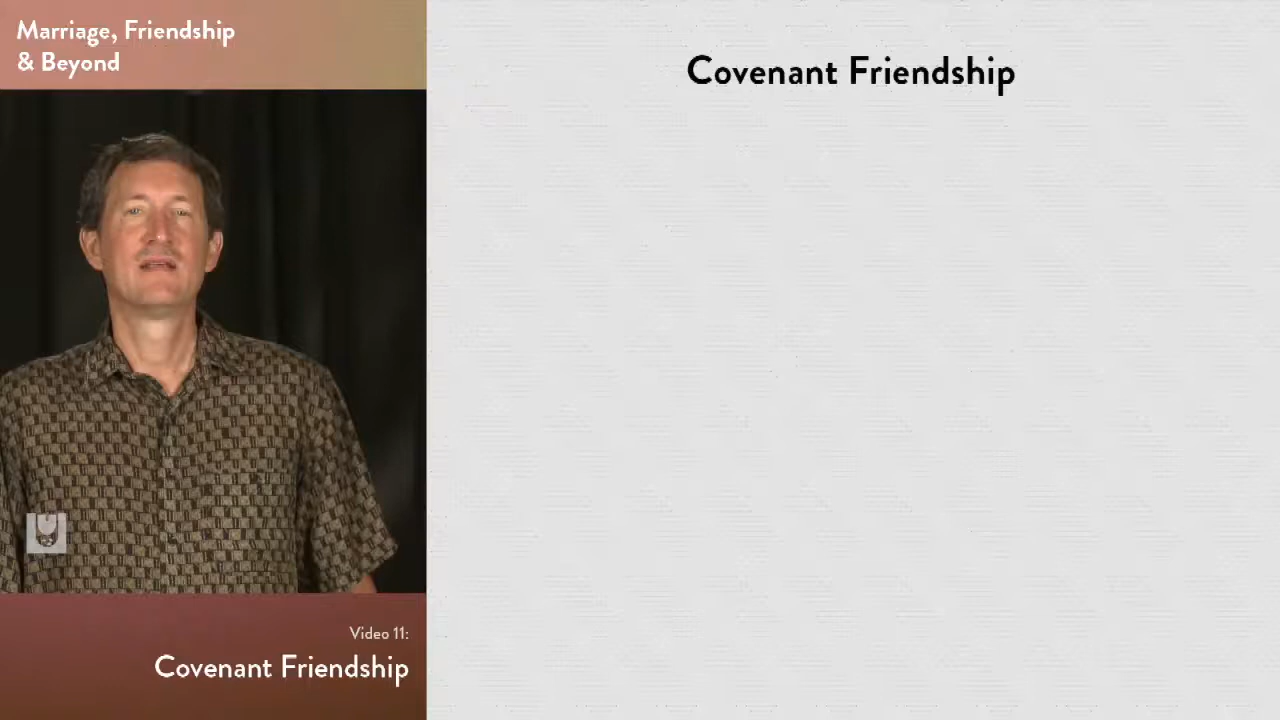 Marriage, Friendship
& Beyond
Covenant Friendship
Video 11:
Covenant Friendship